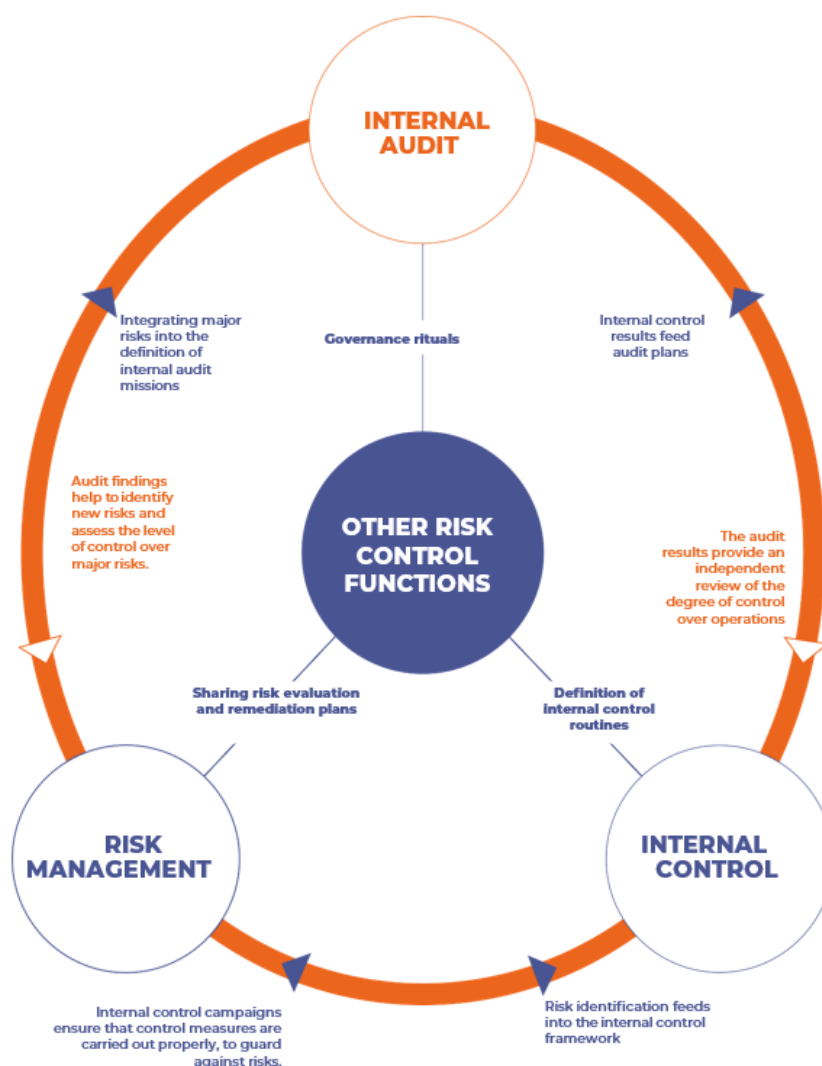 INTERNAL
AUDIT
Integrating major
risks into the
definition of
internal audit
missions
Governance rituals
Internal control
results feed
audit plans
Audit findings
help to identify
new risks and
assess the level
of control over
major risks.
OTHER RISK
CONTROL
FUNCTIONS
The audit
results provide an
independent
review of the
degree of control
over operations
Sharing risk evaluation
and remediation plans
Definition of
internal control
routines
RISK
MANAGEMENT
INTERNAL
CONTROL
Internal control campaigns
ensure that control measures are
carried out properly, to guard
against risks.
Risk identification feeds
into the internal control
framework